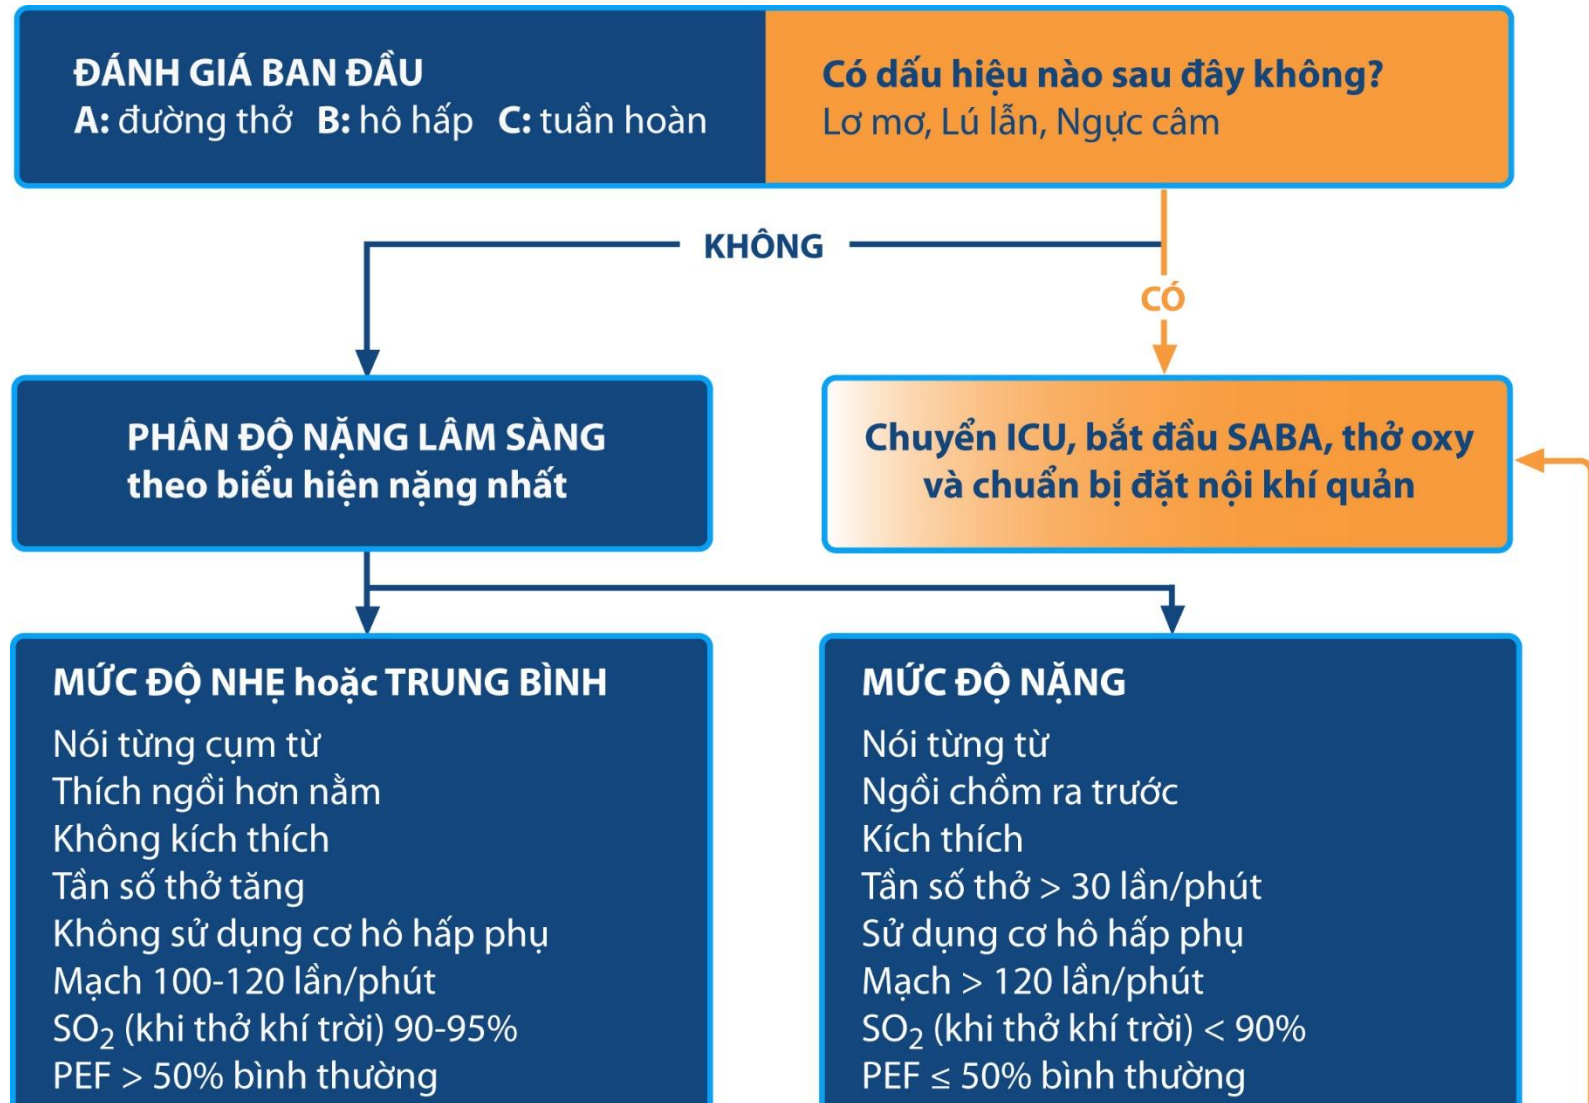 ĐÁNH GIÁ BAN ĐẦU
A: đường thở B: hô hấp C: tuần hoàn
Có dấu hiệu nào sau đây không?
Lơ mơ, Lú lẫn, Ngực câm
KHÔNG
CÓ
PHÂN ĐỘ NẶNG LÂM SÀNG
theo biểu hiện nặng nhất
Chuyển ICU, bắt đầu SABA, thở oxy
và chuẩn bị đặt nội khí quản
MỨC ĐỘ NHẸ hoặc TRUNG BÌNH
Nói từng cụm từ
Thích ngồi hơn nằm
Không kích thích
Tần số thở tăng
Không sử dụng cơ hô hấp phụ
Mạch 100-120 lần/phút
SO₂ (khi thở khí trời) 90-95%
PEF > 50% bình thường
MỨC ĐỘ NẶNG
Nói từng từ
Ngồi chồm ra trước
Kích thích
Tần số thở > 30 lần/phút
Sử dụng cơ hô hấp phụ
Mạch > 120 lần/phút
SO₂ (khi thở khí trời) < 90%
PEF ≤ 50% bình thường